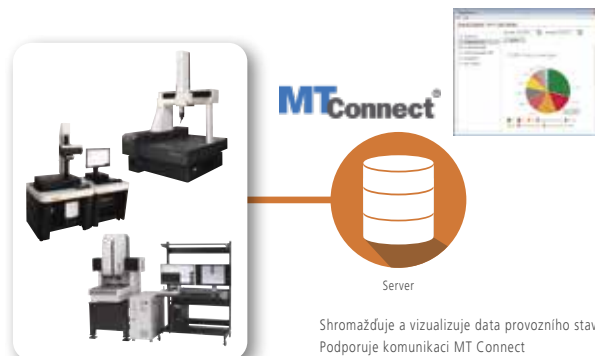 MTConnect®
Server
Shromažďuje a vizualizuje data provozního stav
Podporuje komunikaci MT Connect